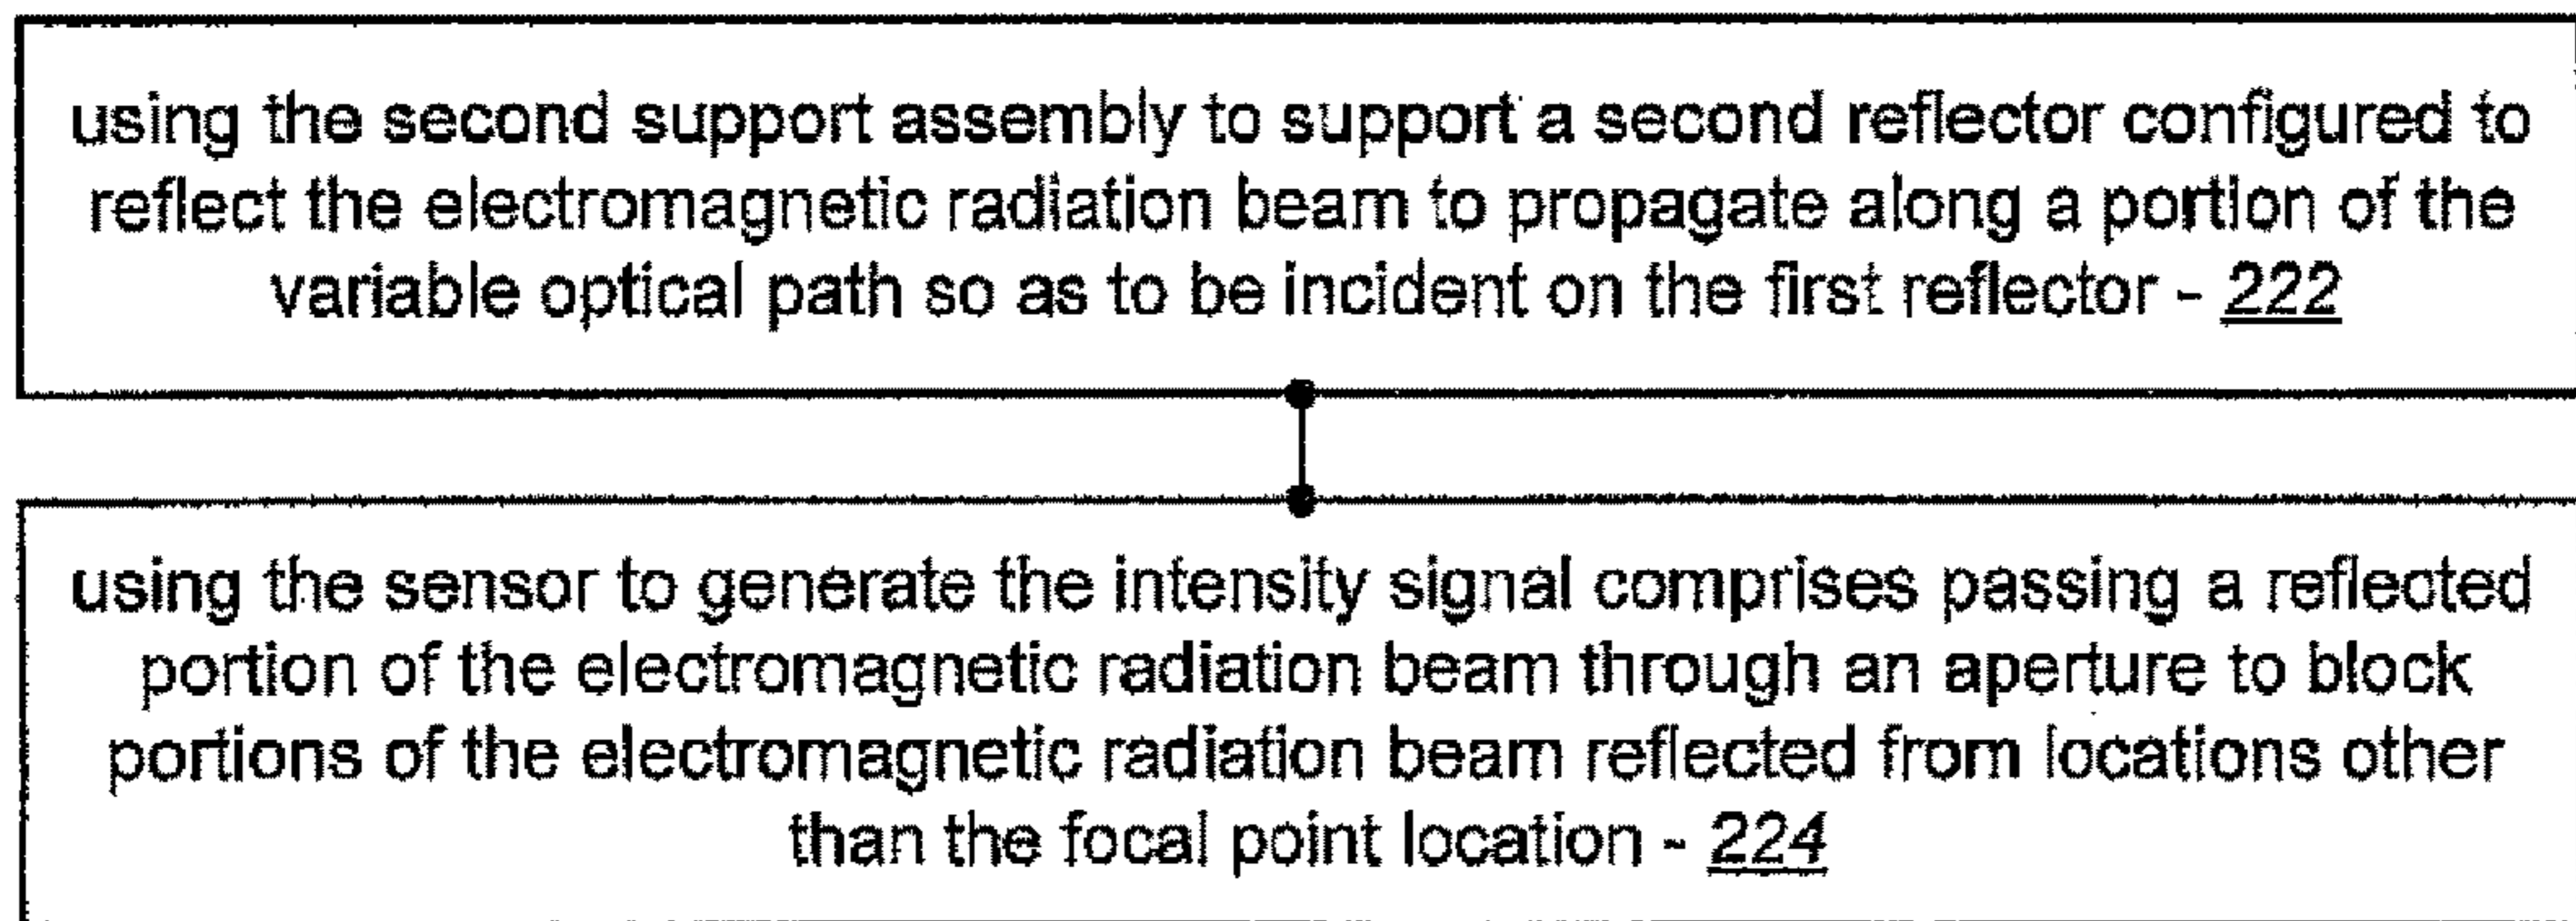 using the second support assembly to support a second reflector configured to
reflect the electromagnetic radiation beam to propagate along a portion of the
variable optical path so as to be incident on the first reflector - 222
using the sensor to generate the intensity signal comprises passing a reflected
portion of the electromagnetic radiation beam through an aperture to block
portions of the electromagnetic radiation beam reflected from locations other
than the focal point location - 224